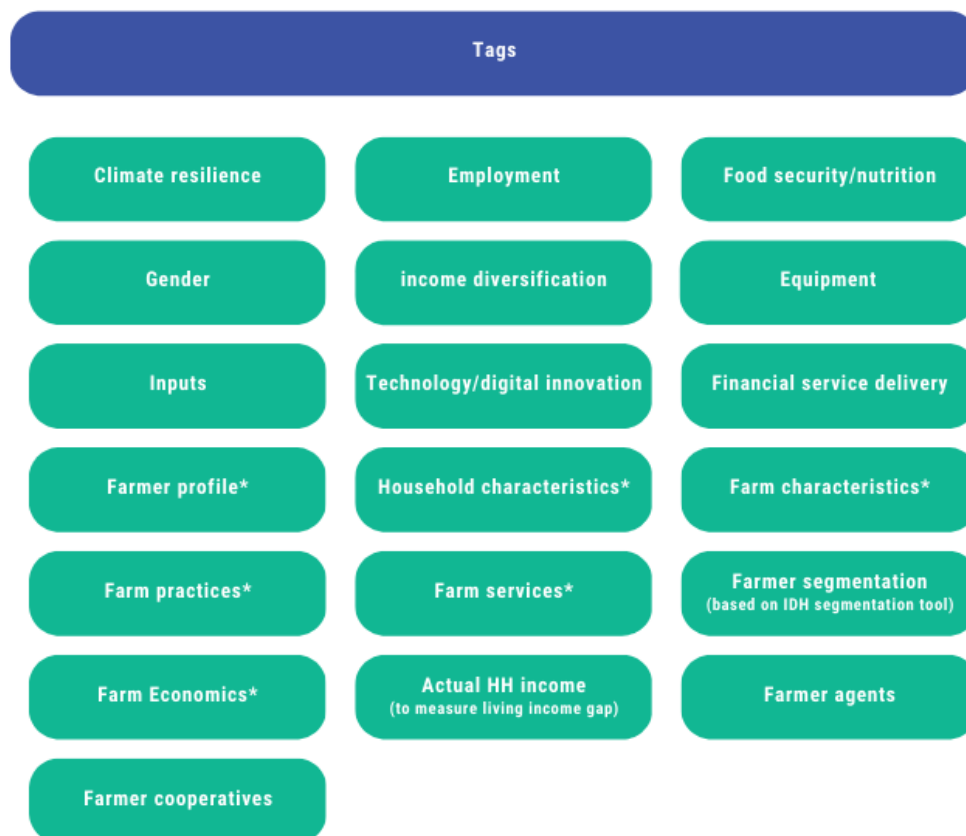 Tags
Climate resilience
Employment
Food security/nutrition
Gender
income diversification
Equipment
Inputs
Technology/digital innovation
Financial service delivery
Farmer profile*
Household characteristics*
Farm characteristics*
Farm practices*
Farm services*
Farmer segmentation
(based on IDH segmentation tool)
Farm Economics*
Actual HH income
(to measure living income gap)
Farmer agents
Farmer cooperatives